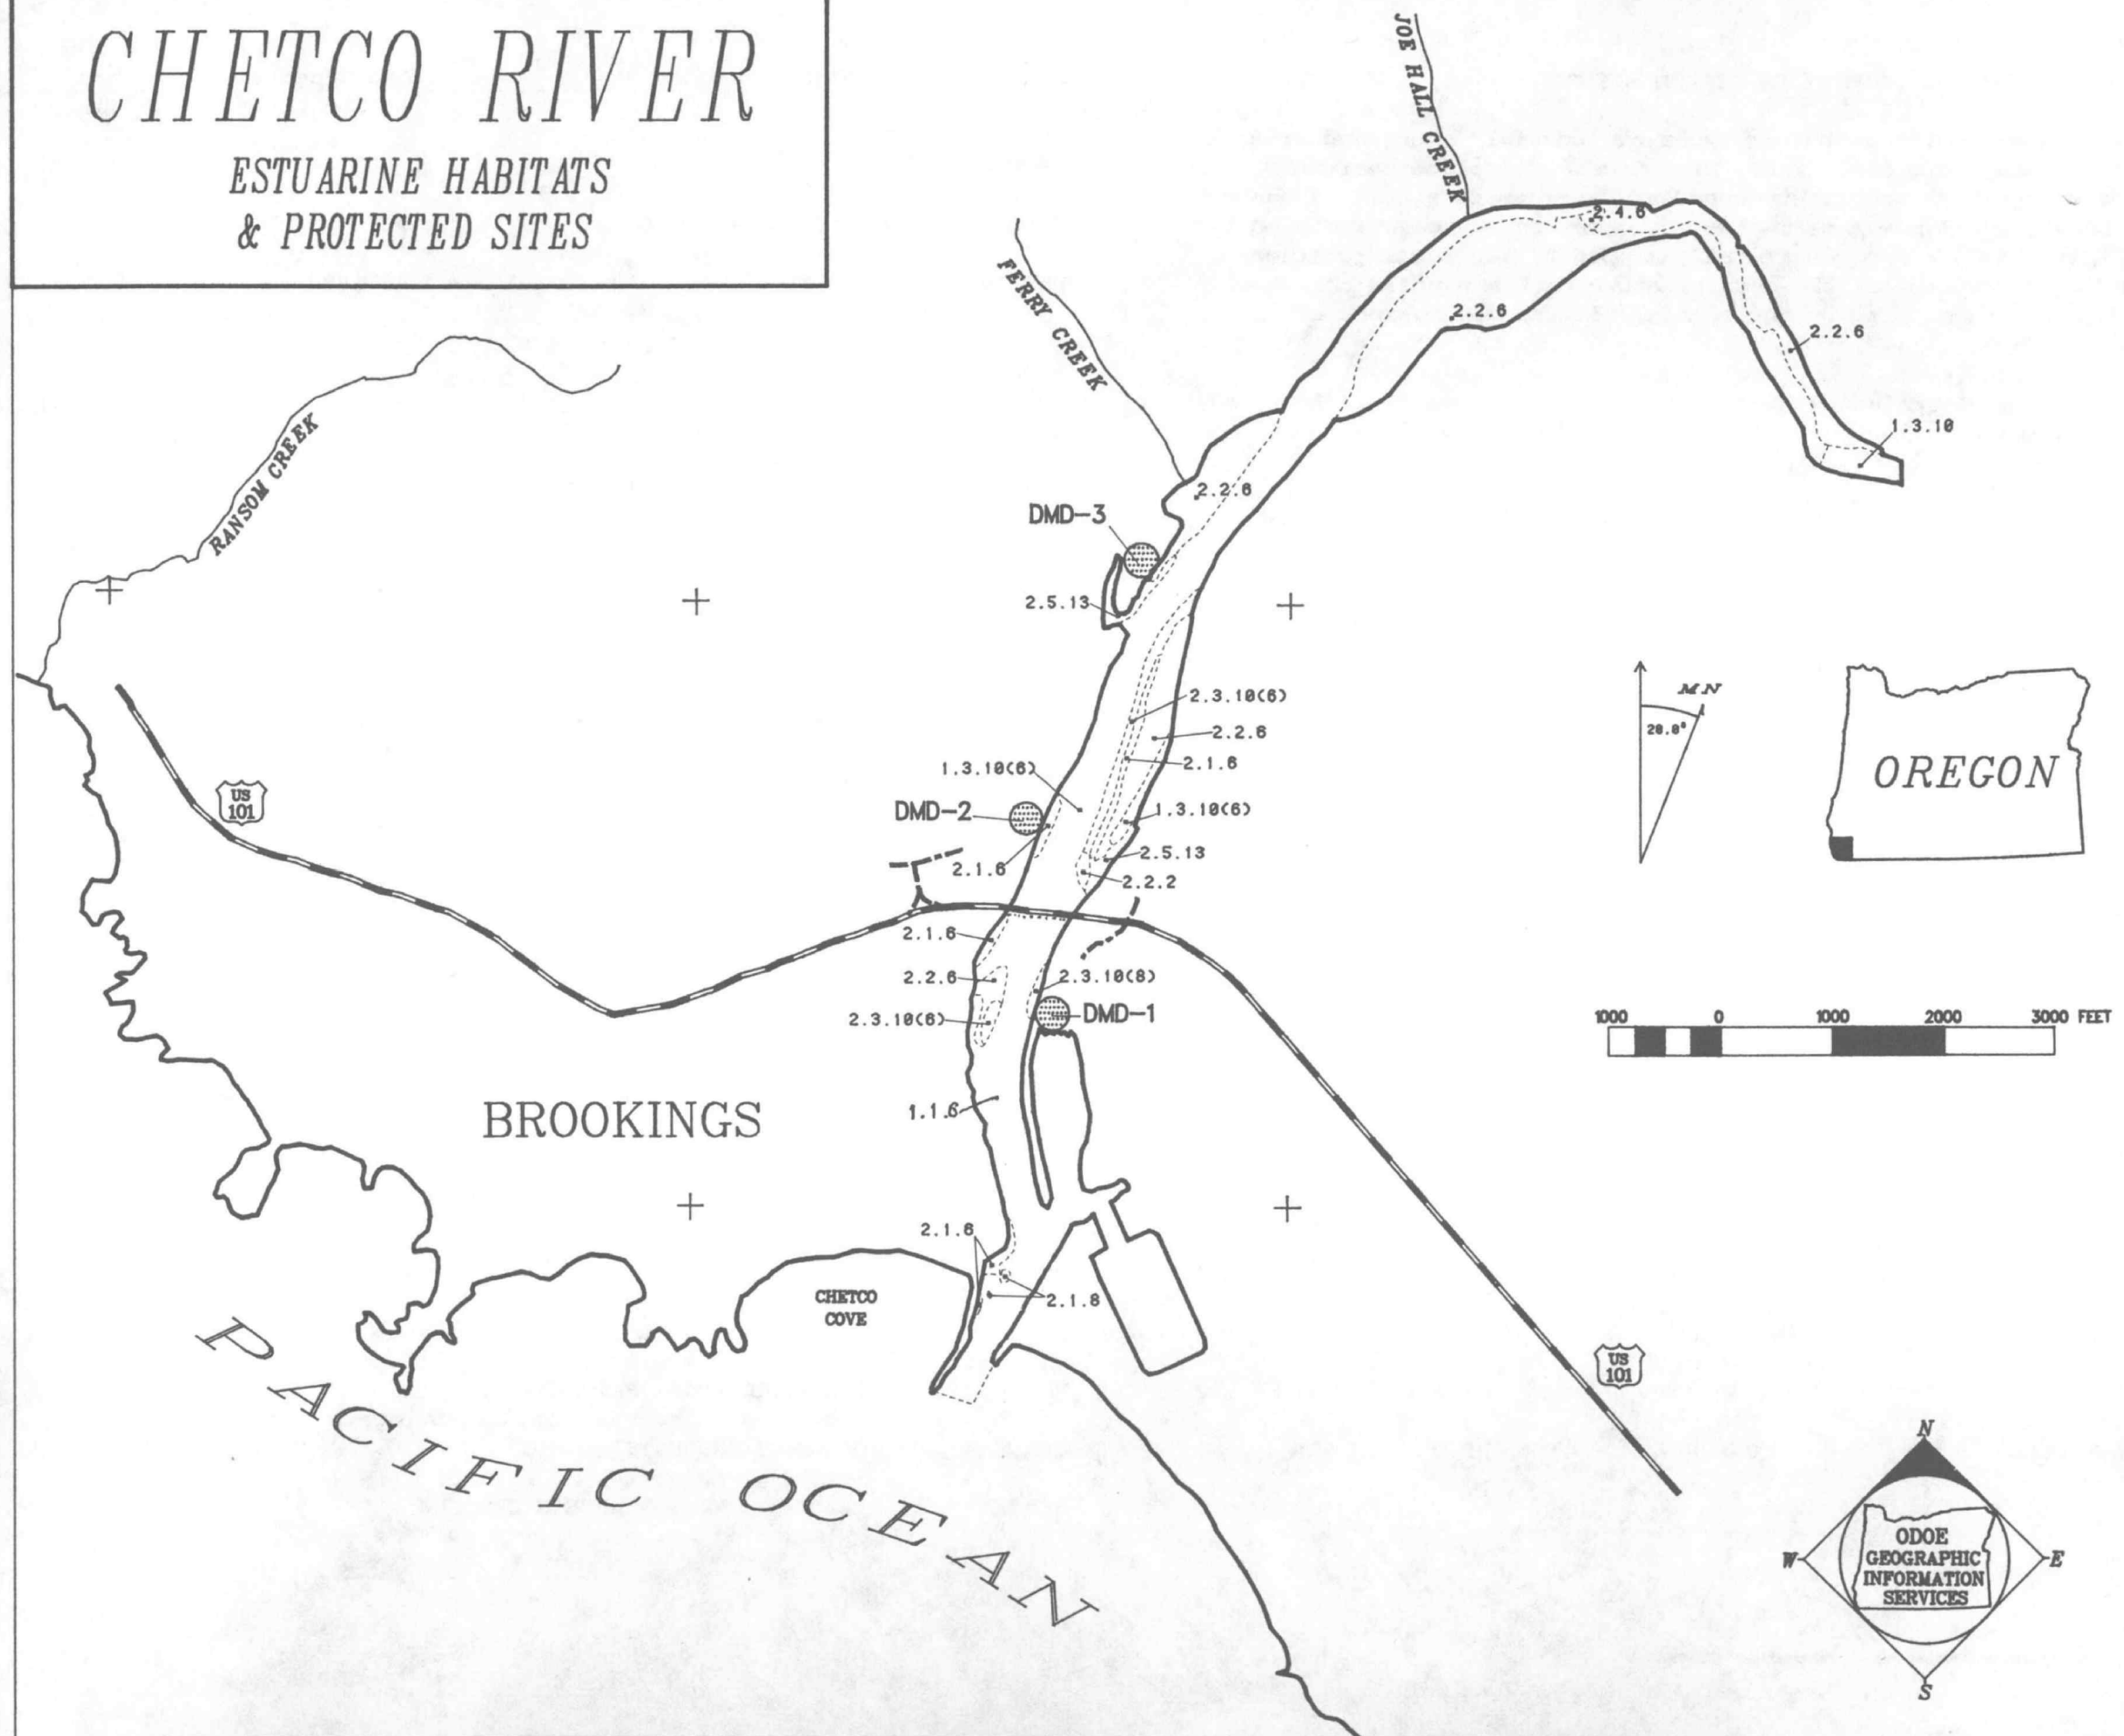 CHETCO RIVER
ESTUARINE HABITATS
& PROTECTED SITES
JOE HALL CREEK
2.4.6
FERRY CREEK
2.2.6
2.2.6
RANSOM CREEK
1.3.10
2.2.6
DMD-3
2.5.13
2.3.10(6)
MN
20.0°
OREGON
2.2.6
2.1.6
1.3.10(6)
US
101
DMD-2
1.3.10(6)
2.5.13
2.1.6
2.2.2
2.1.6
2.2.6
2.3.10(8)
2.3.10(6)
DMD-1
1000 0 1000 2000 3000 FEET
BROOKINGS
1.1.6
2.1.6
CHETCO
COVE
2.1.8
US
101
PACIFIC OCEAN
N
W
E
S
ODOE
GEOGRAPHIC
INFORMATION
SERVICES